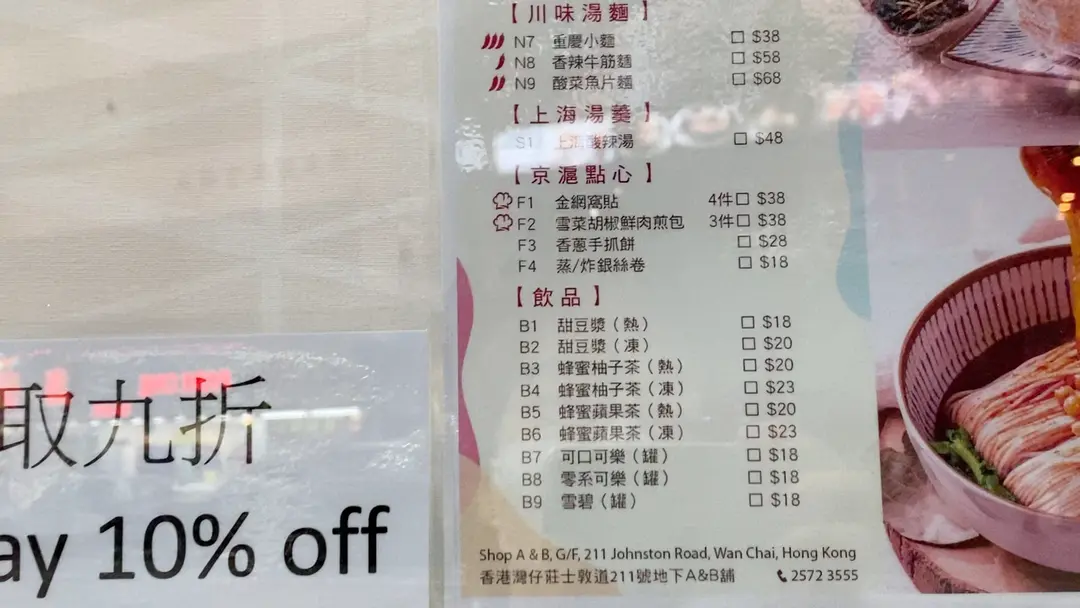 【川味湯麵】
N7 重慶小麵 $38
N8 香辣牛筋麵 $58
N9 酸菜魚片麵 $68
【上海湯羹】
S1 上海酸辣湯 $48
【京滬點心】
F1 金網窩貼 4件 $38
F2 雪菜胡椒鮮肉煎包 3件 $38
F3 香蔥手抓餅 $28
F4 蒸/炸銀絲卷 $18
【飲品】
B1 甜豆漿（熱） $18
B2 甜豆漿（凍） $20
B3 蜂蜜柚子茶（熱） $20
B4 蜂蜜柚子茶（凍） $23
B5 蜂蜜蘋果茶（熱） $20
B6 蜂蜜蘋果茶（凍） $23
B7 可口可樂（罐） $18
B8 零系可樂（罐） $18
B9 雪碧（罐） $18
Shop A & B, G/F, 211 Johnston Road, Wan Chai, Hong Kong
香港灣仔莊士敦道211號地下A&B舖 2572 3555
取九折
ay 10% off